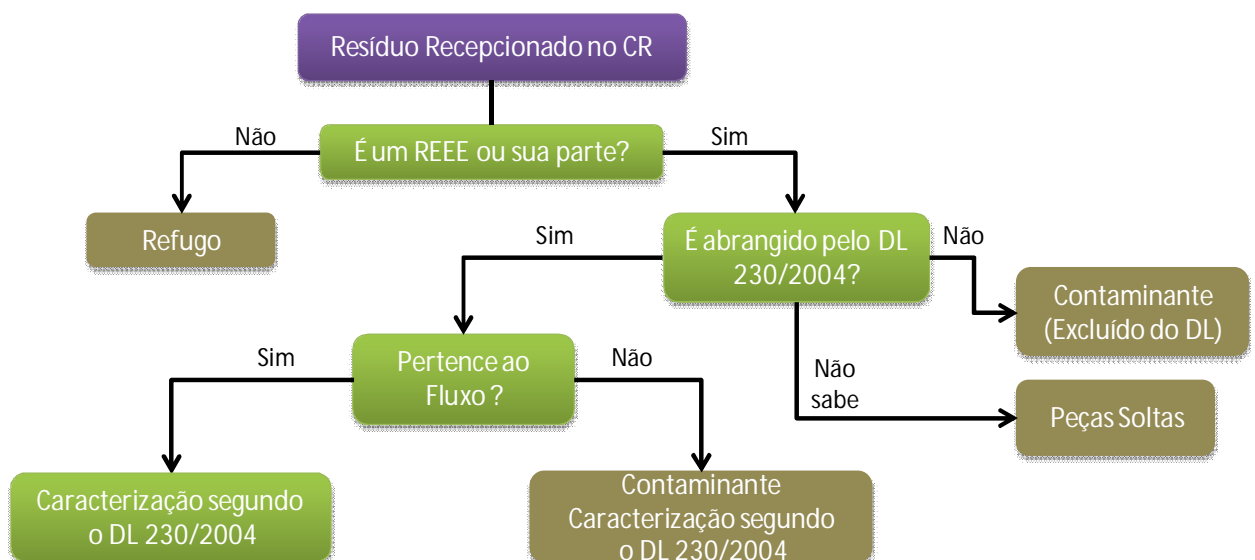 Resíduo Recepcionado no CR
Não
É um REEE ou sua parte?
Sim
Refugo
Sim
É abrangido pelo DL
230/2004?
Não
Contaminante
(Excluído do DL)
Sim
Pertence ao
Fluxo ?
Não
Não
sabe
Peças Soltas
Caracterização segundo
o DL 230/2004
Contaminante
Caracterização segundo
o DL 230/2004